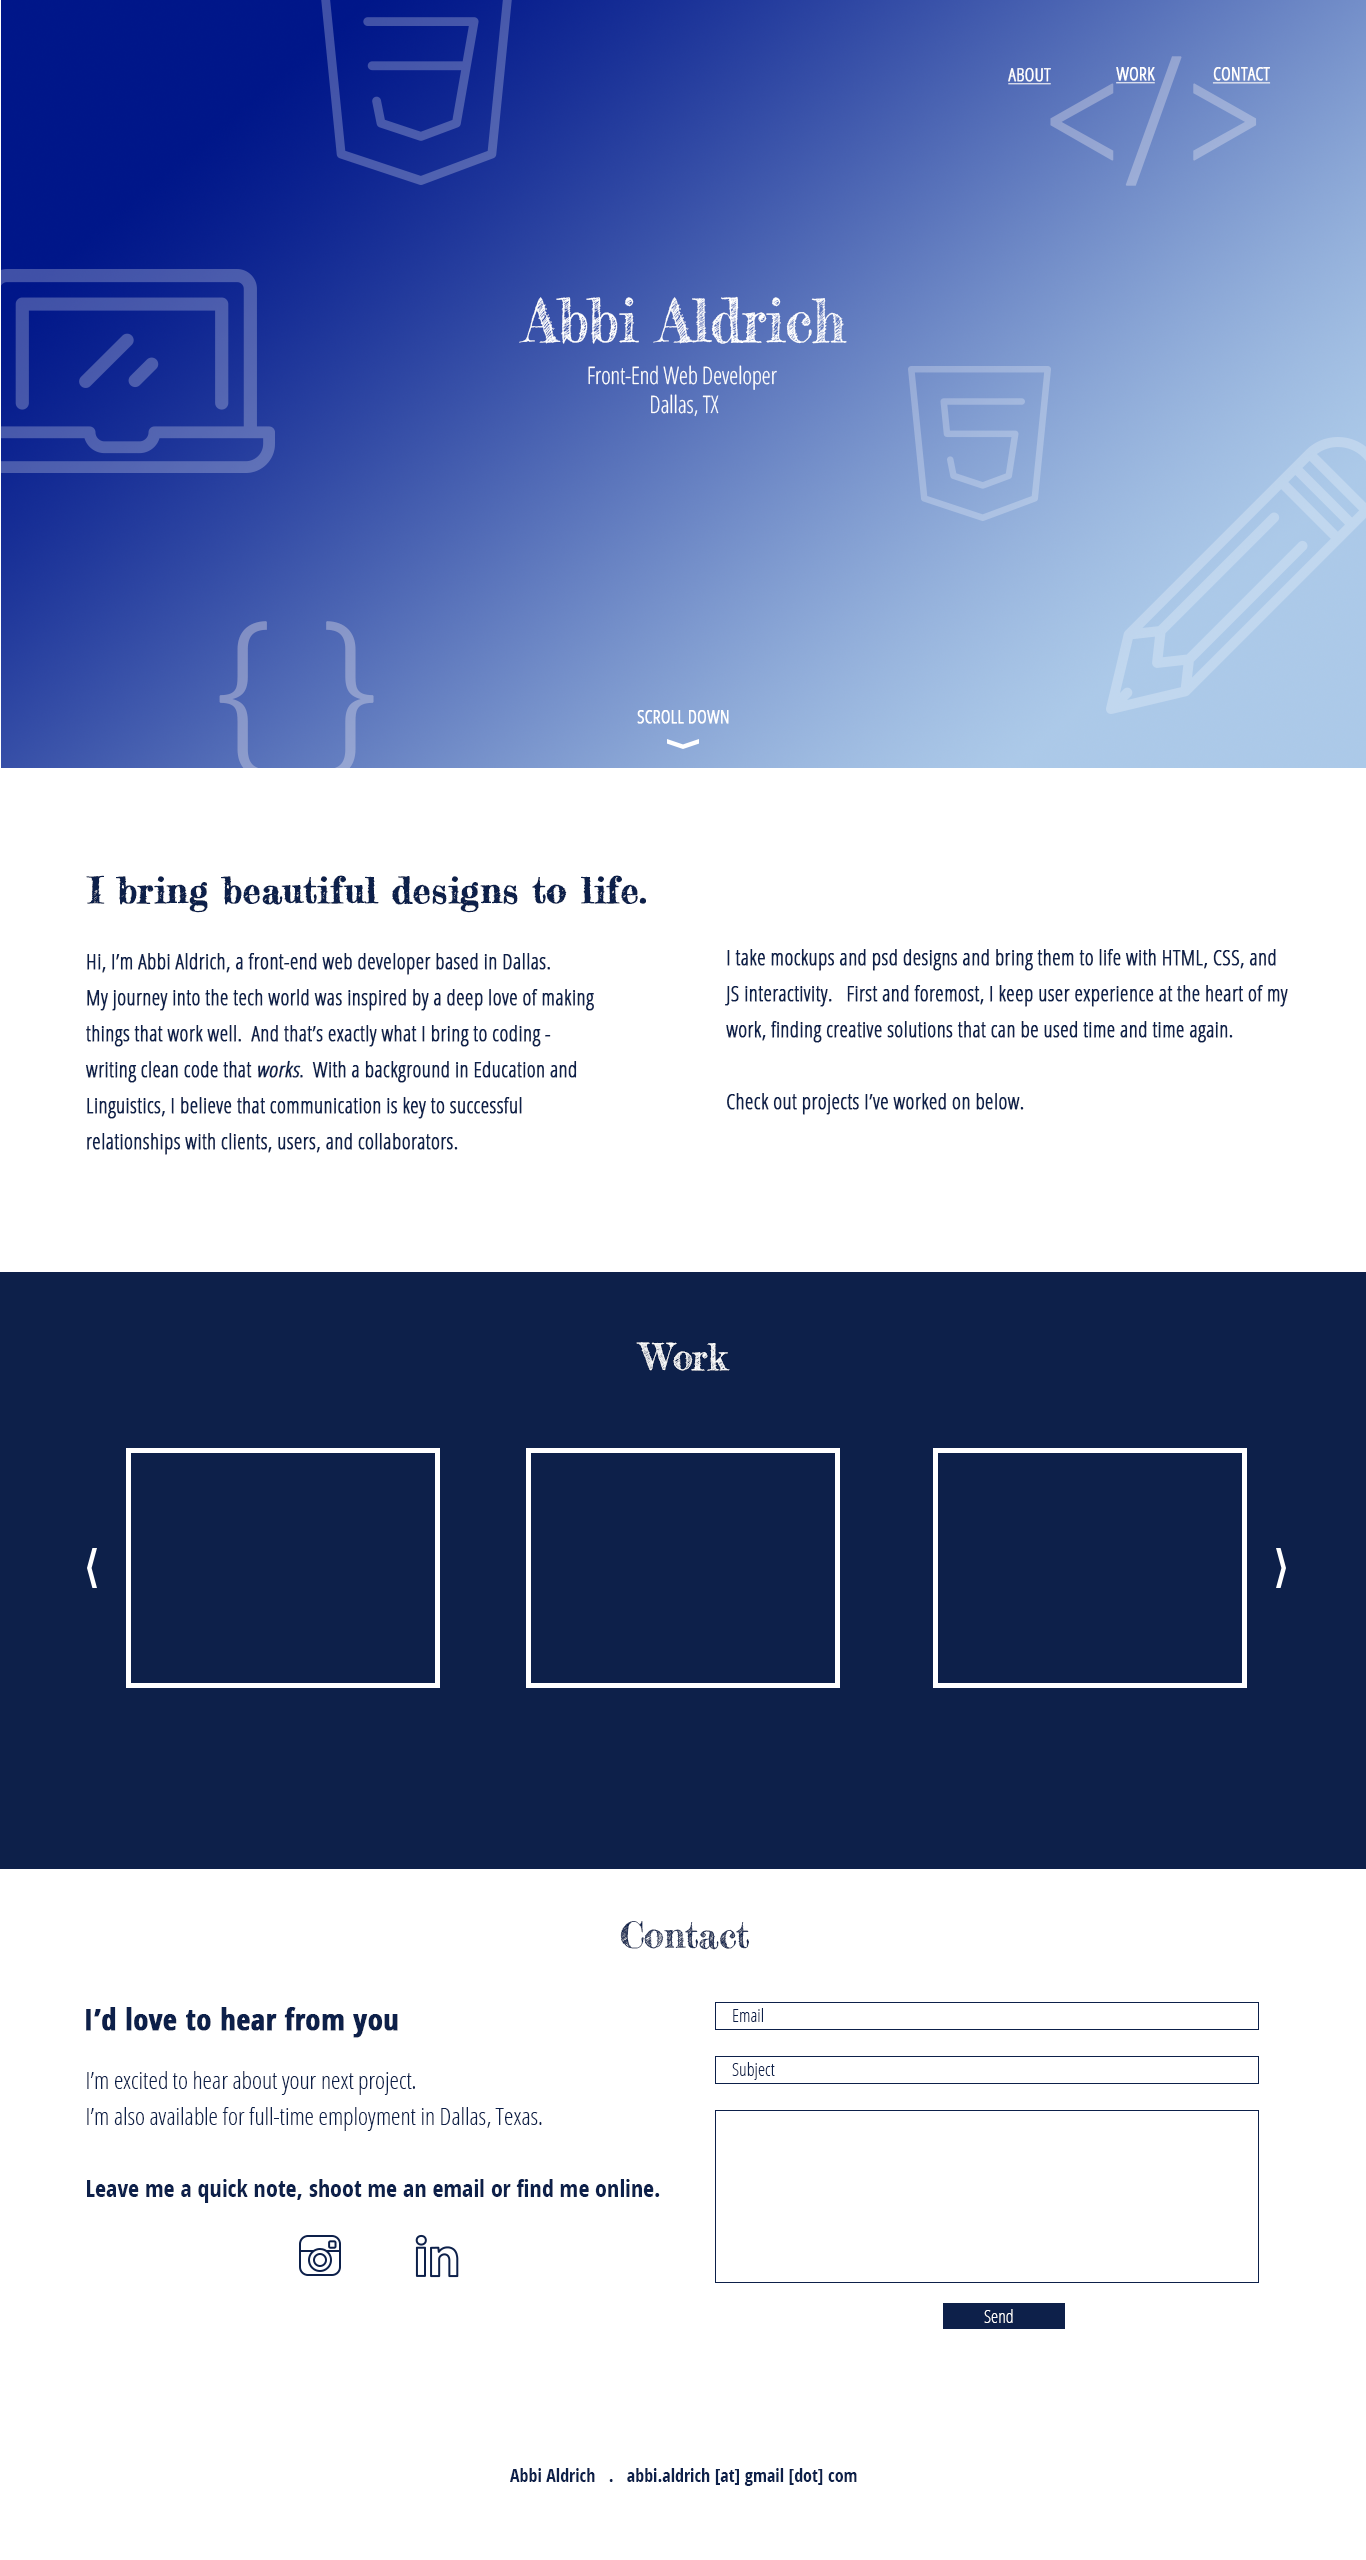 ABOUT
WORK
CONTACT
</>
Abbi Aldrich
Front-End Web Developer
Dallas, TX
{ }
SCROLL DOWN
I bring beautiful designs to life.
Hi, I’m Abbi Aldrich, a front-end web developer based in Dallas.
My journey into the tech world was inspired by a deep love of making
things that work well.  And that’s exactly what I bring to coding -
writing clean code that works.  With a background in Education and
Linguistics, I believe that communication is key to successful
relationships with clients, users, and collaborators.
I take mockups and psd designs and bring them to life with HTML, CSS, and
JS interactivity.   First and foremost, I keep user experience at the heart of my
work, finding creative solutions that can be used time and time again.
Check out projects I’ve worked on below.
Work
Contact
I’d love to hear from you
I’m excited to hear about your next project.
I’m also available for full-time employment in Dallas, Texas.
Leave me a quick note, shoot me an email or find me online.
in
Email
Subject
Send
Abbi Aldrich   .   abbi.aldrich [at] gmail [dot] com